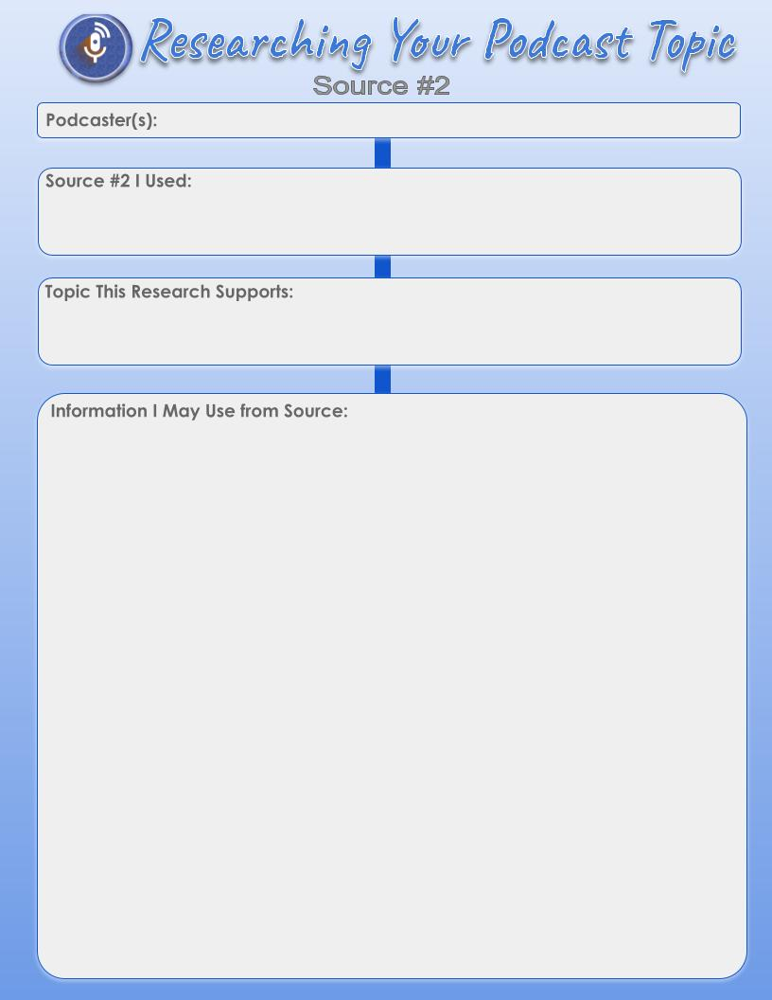 Researching Your Podcast Topic
Source #2
Podcaster(s):
Source #2 I Used:
Topic This Research Supports:
Information I May Use from Source: